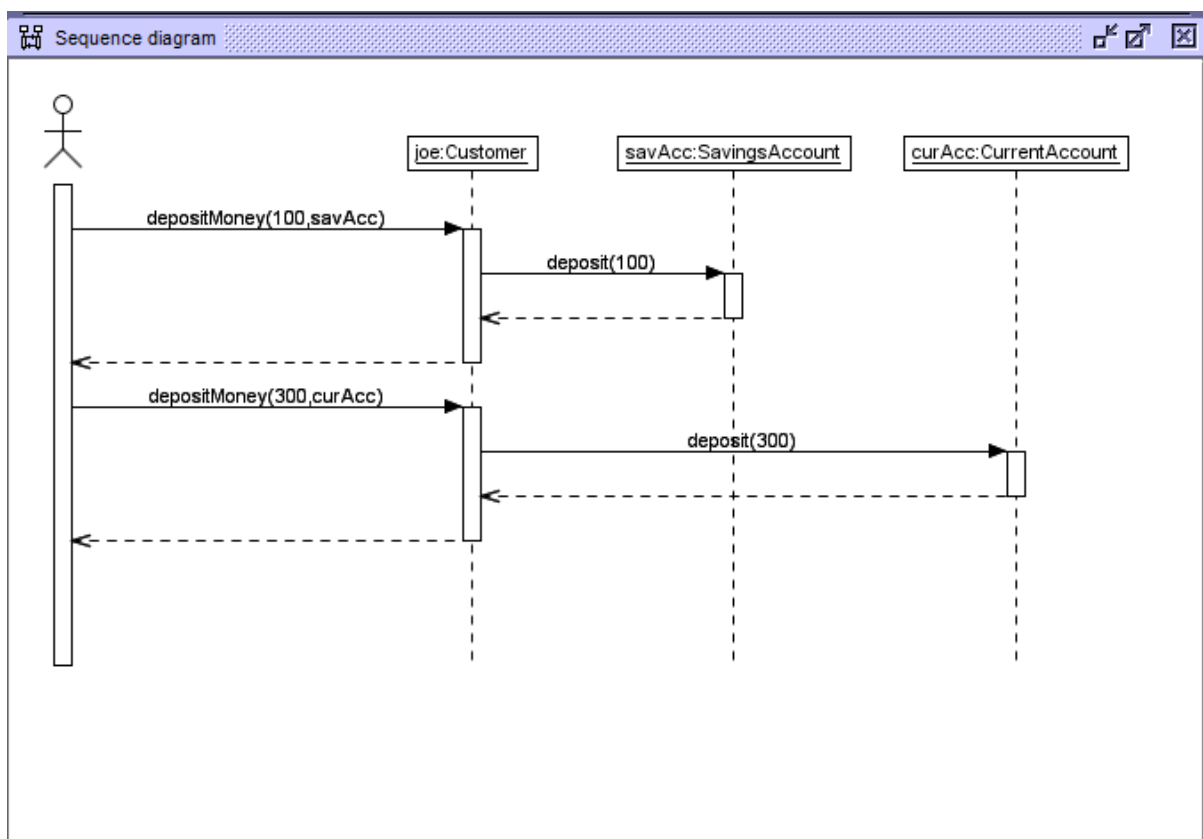 Sequence diagram
joe:Customer
savAcc:SavingsAccount
curAcc:CurrentAccount
depositMoney(100,savAcc)
deposit(100)
depositMoney(300,curAcc)
deposit(300)